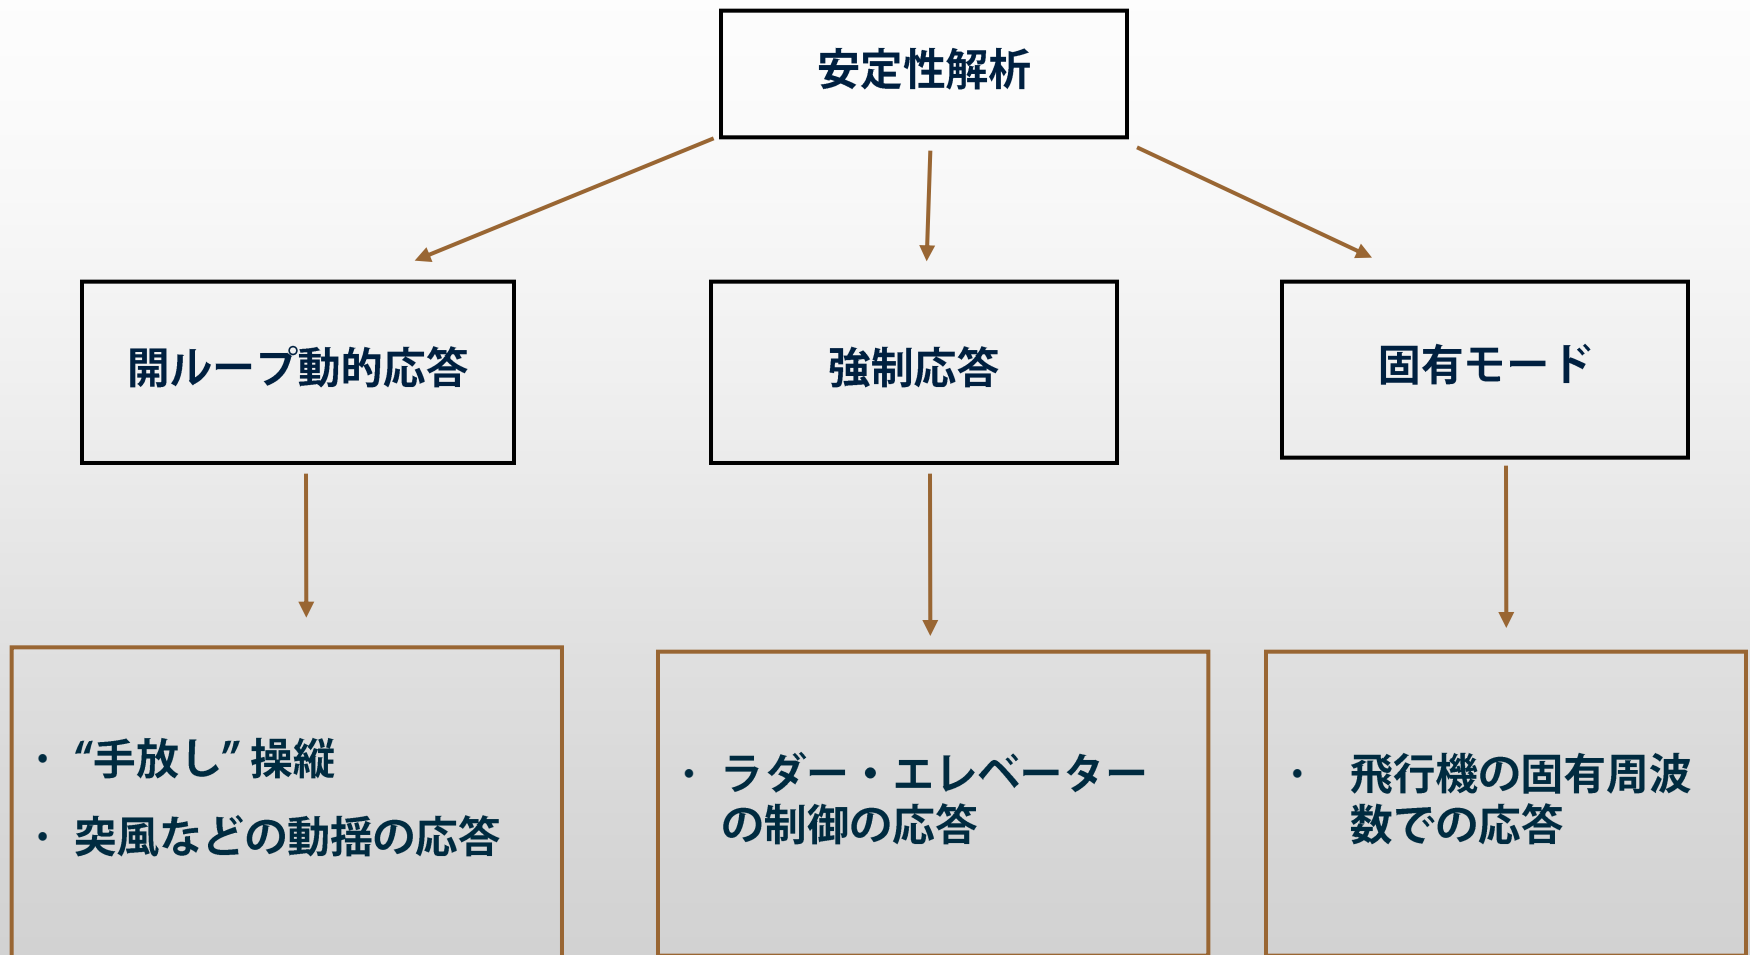 安定性解析
開ループ動的応答
強制応答
固有モード
・ “手放し” 操縦
・ 突風などの動揺の応答
・ ラダー・エレベーター
の制御の応答
・ 飛行機の固有周波
数での応答